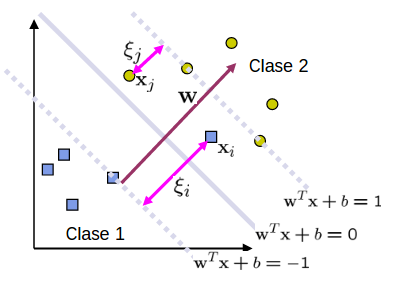 ξⱼ
xⱼ
Clase 2
w
xᵢ
ξᵢ
wᵀx + b = 1
Clase 1
wᵀx + b = 0
wᵀx + b = −1